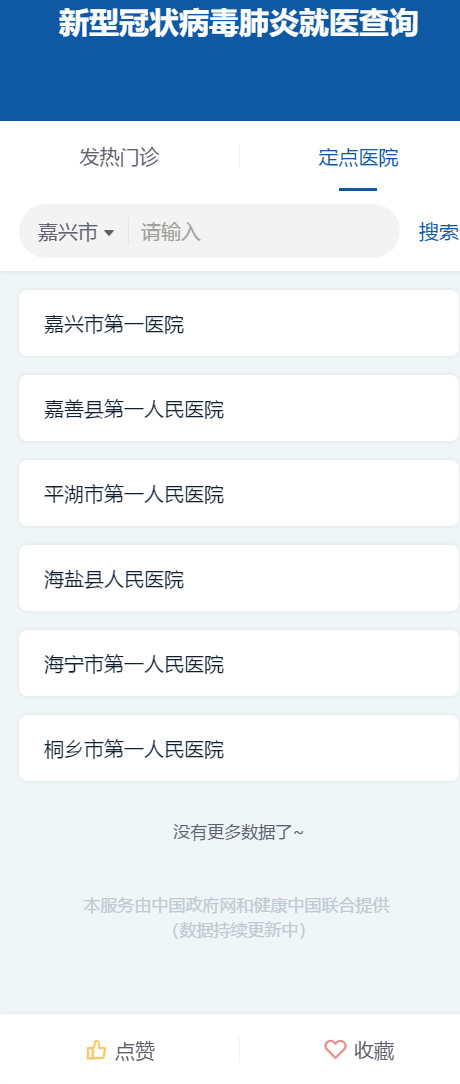 新型冠状病毒肺炎就医查询
发热门诊
定点医院
嘉兴市
请输入
搜索
嘉兴市第一医院
嘉善县第一人民医院
平湖市第一人民医院
海盐县人民医院
海宁市第一人民医院
桐乡市第一人民医院
没有更多数据了~
本服务由中国政府网和健康中国联合提供
(数据持续更新中)
点赞
收藏